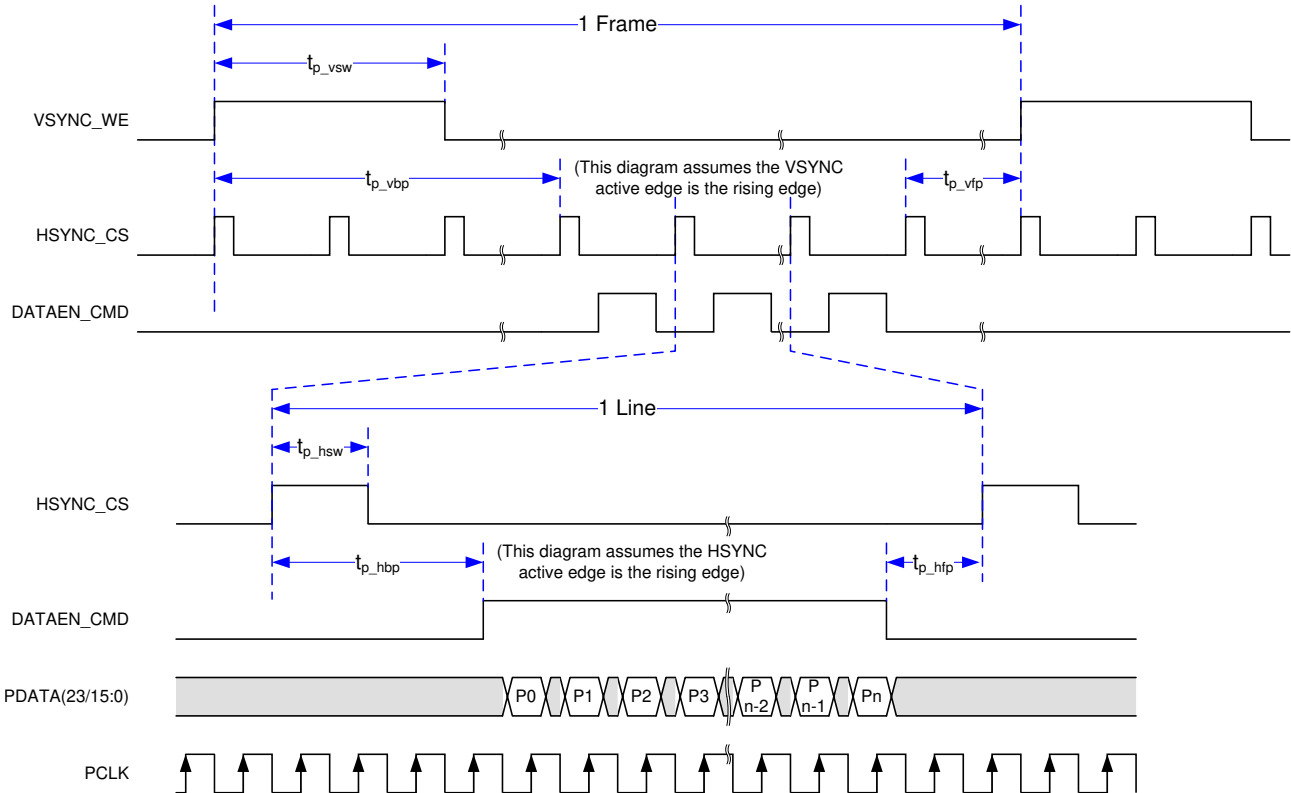 1 Frame
tp_vsw
VSYNC_WE
tp_vbp
(This diagram assumes the VSYNC
active edge is the rising edge)
tp_vfp
HSYNC_CS
DATAEN_CMD
1 Line
tp_hsw
HSYNC_CS
tp_hbp
(This diagram assumes the HSYNC
active edge is the rising edge)
tp_hfp
DATAEN_CMD
PDATA(23/15:0)
P0
P1
P2
P3
P
n-2
P
n-1
Pn
PCLK